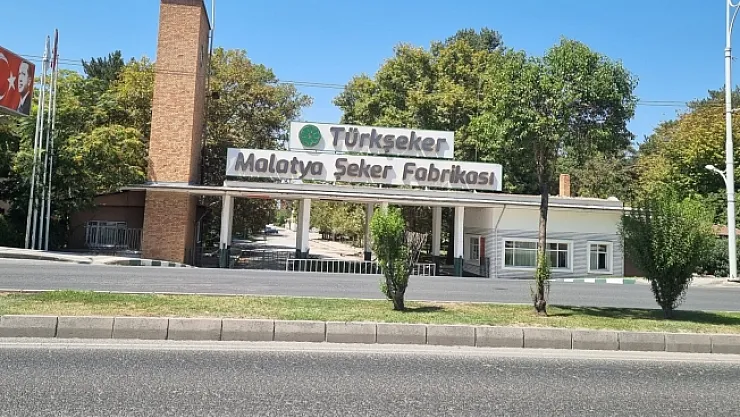 Türkşeker
Malatya Şeker Fabrikası